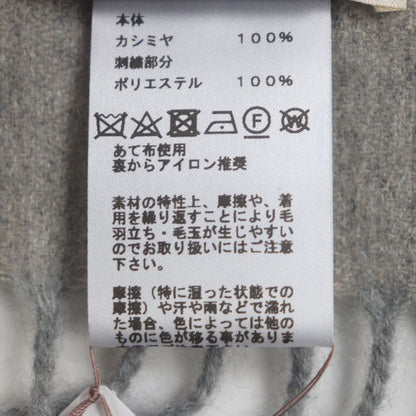 本体
カシミヤ 100%
刺繍部分
ポリエステル 100%
あて布使用
裏からアイロン推奨
素材の特性上、摩擦や、着
用を繰り返すことにより毛
羽立ち・毛玉が生じやすい
のでお取り扱いにはご注意
下さい。
摩擦（特に湿った状態での
摩擦）や汗や雨などで濡れ
た場合、色によっては他の
ものに色が移る事がありま